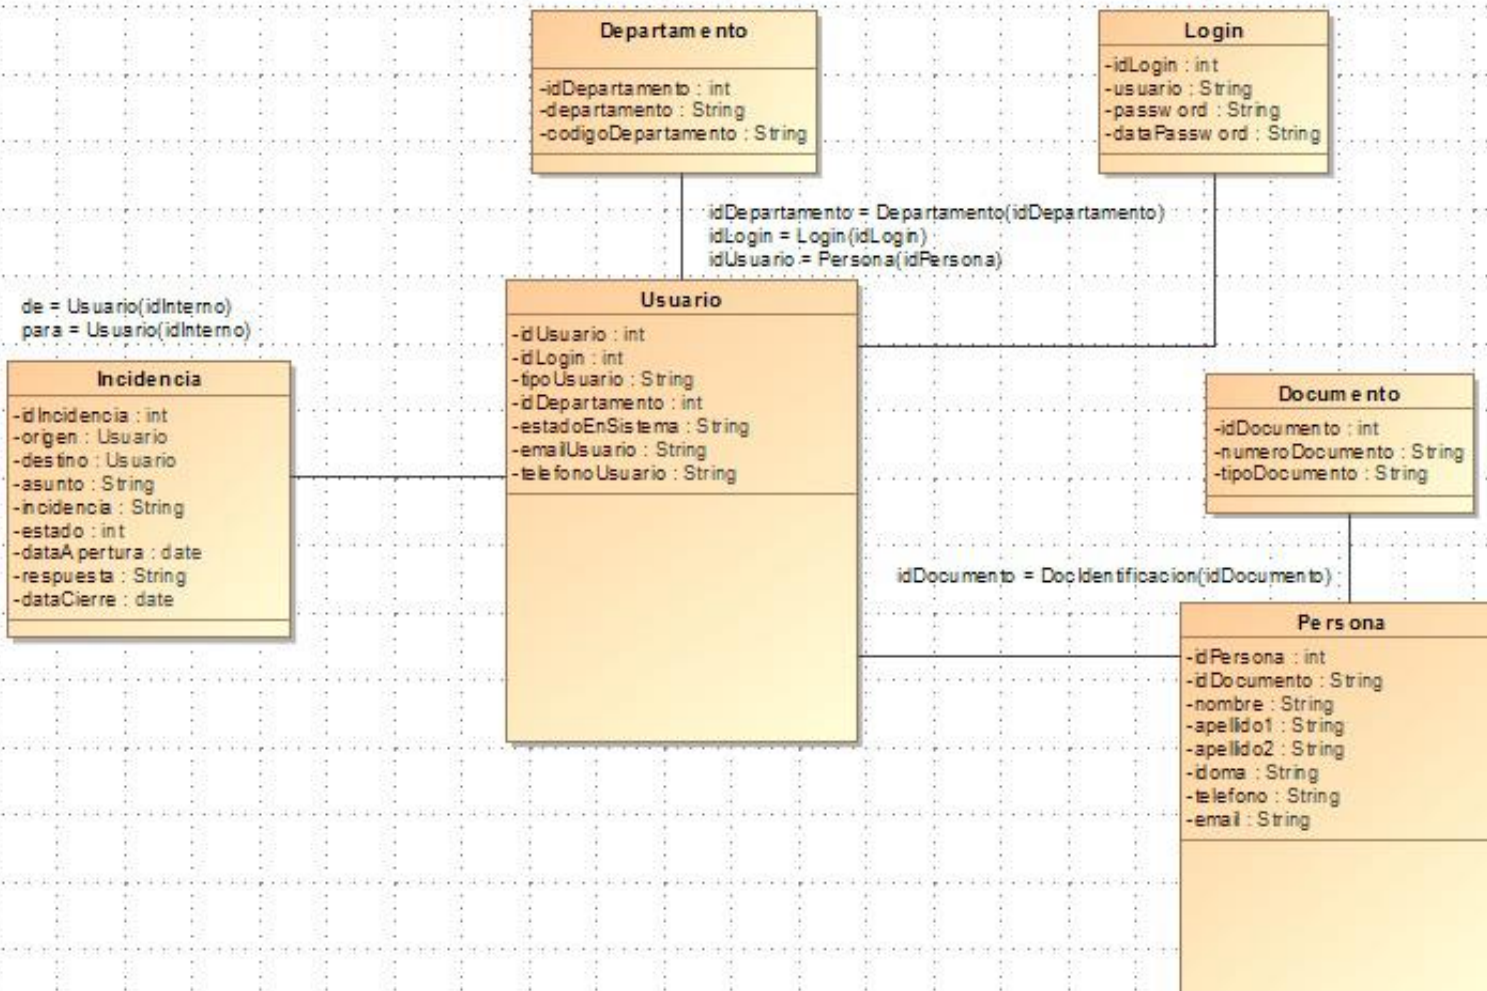 Departamento
-idDepartamento : int
-departamento : String
-codigoDepartamento : String
Login
-idLogin : int
-usuario : String
-password : String
-dataPassword : String
idDepartamento = Departamento(idDepartamento)
idLogin = Login(idLogin)
idUsuario = Persona(idPersona)
de = Usuario(idInterno)
para = Usuario(idInterno)
Incidencia
-idIncidencia : int
-origen : Usuario
-destino : Usuario
-asunto : String
-incidencia : String
-estado : int
-dataApertura : date
-respuesta : String
-dataCierre : date
Usuario
-idUsuario : int
-idLogin : int
-tipoUsuario : String
-idDepartamento : int
-estadoEnSistema : String
-emailUsuario : String
-telefonoUsuario : String
Documento
-idDocumento : int
-numeroDocumento : String
-tipoDocumento : String
idDocumento = DocIdentificacion(idDocumento)
Persona
-idPersona : int
-idDocumento : String
-nombre : String
-apellido1 : String
-apellido2 : String
-idioma : String
-telefono : String
-email : String